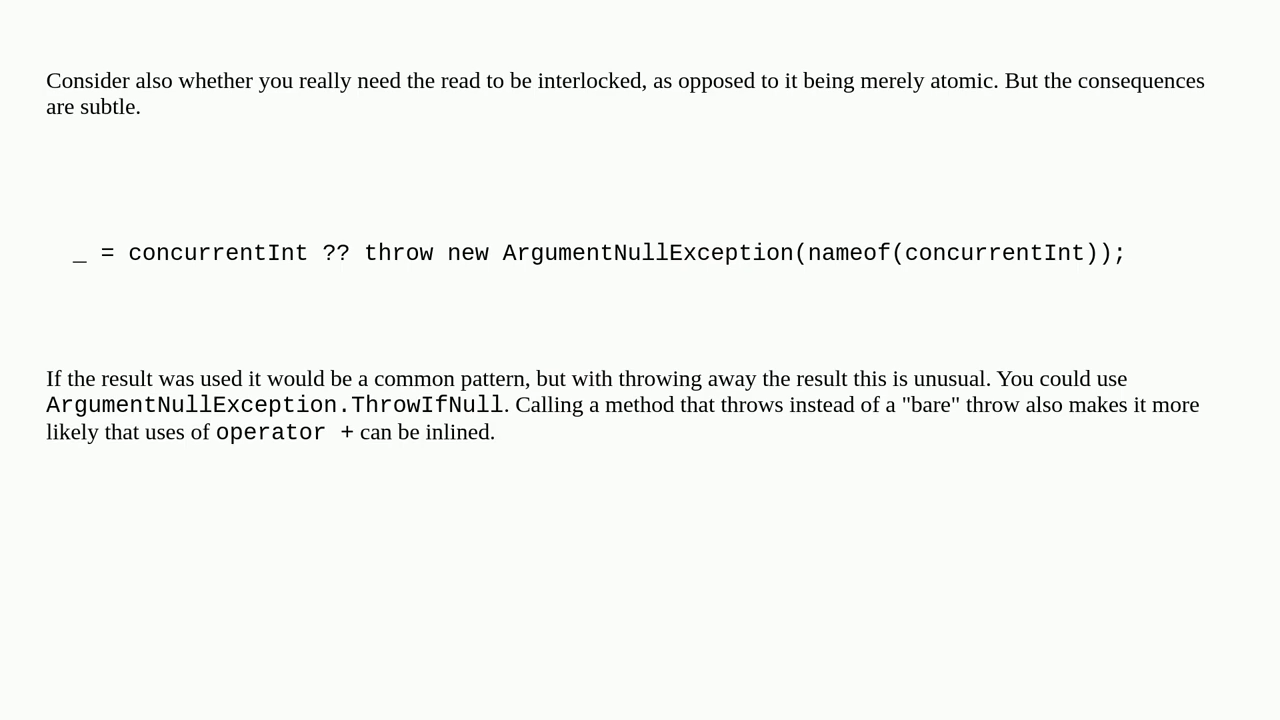 Consider also whether you really need the read to be interlocked, as opposed to it being merely atomic. But the consequences
are subtle.
_ = concurrentInt ?? throw new ArgumentNullException(nameof(concurrentInt));
If the result was used it would be a common pattern, but with throwing away the result this is unusual. You could use
ArgumentNullException.ThrowIfNull. Calling a method that throws instead of a "bare" throw also makes it more
likely that uses of operator + can be inlined.